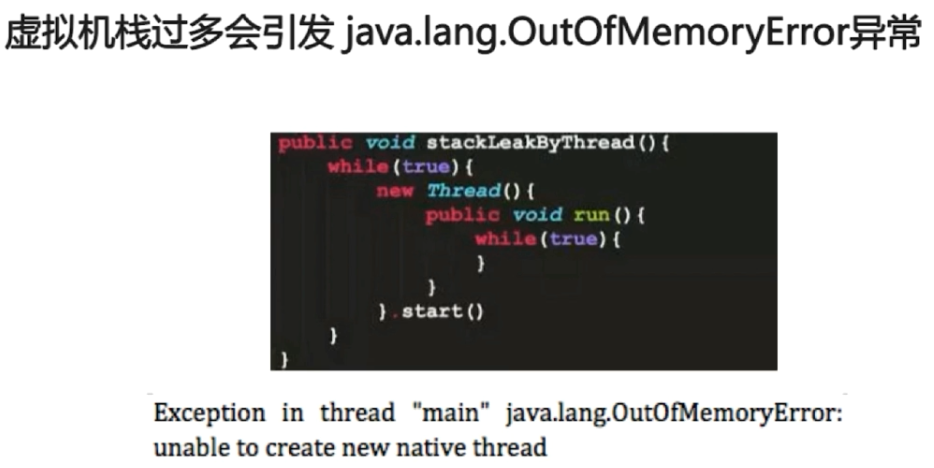 虚拟机栈过多会引发 java.lang.OutOfMemoryError异常
public void stackLeakByThread(){
while(true){
new Thread(){
public void run(){
while(true){
}
}
}.start()
}
}
Exception in thread "main" java.lang.OutOfMemoryError:
unable to create new native thread